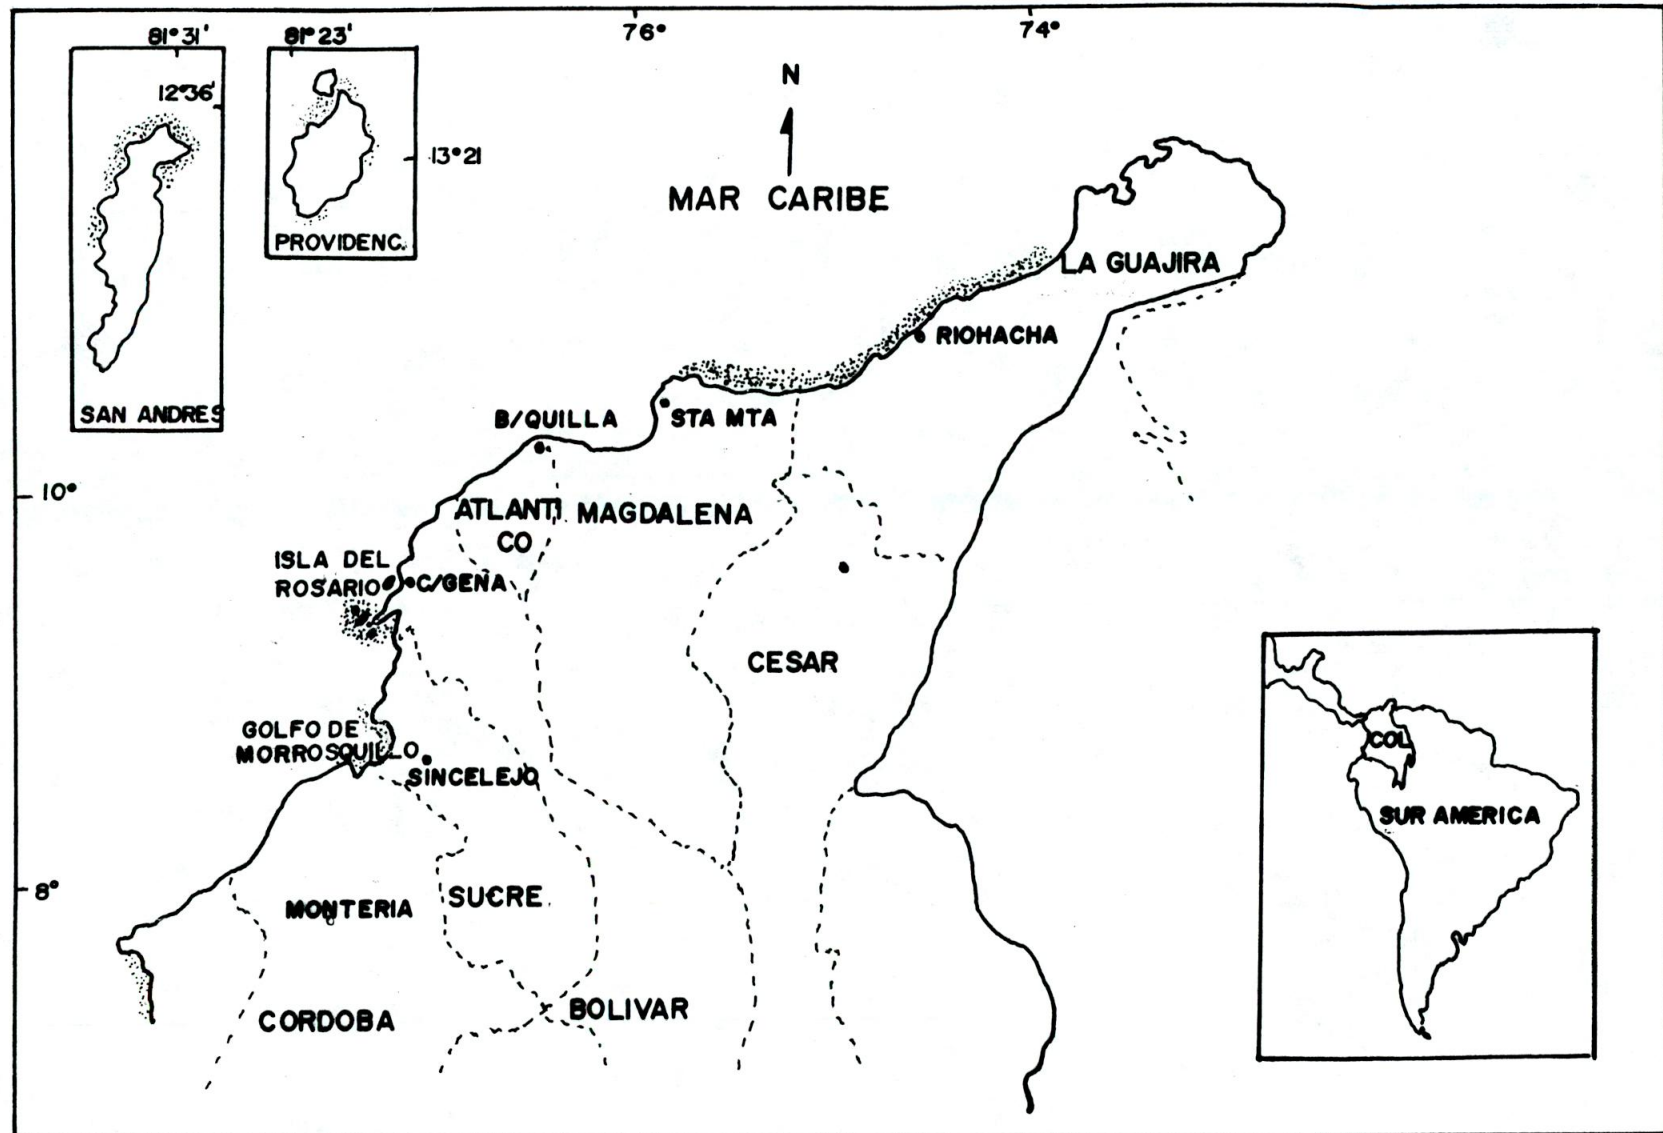 81°31'
81°23'
76°
74°
12°36'
13°21
N
MAR CARIBE
PROVIDENC.
SAN ANDRES
LA GUAJIRA
RIOHACHA
B/QUILLA
STA MTA
10°
ATLANTI
CO
MAGDALENA
ISLA DEL
ROSARIO
C/GEÑA
CESAR
GOLFO DE
MORROSQUILLO
SINCELEJO
COL
SUR AMERICA
8°
MONTERIA
SUCRE
CORDOBA
BOLIVAR